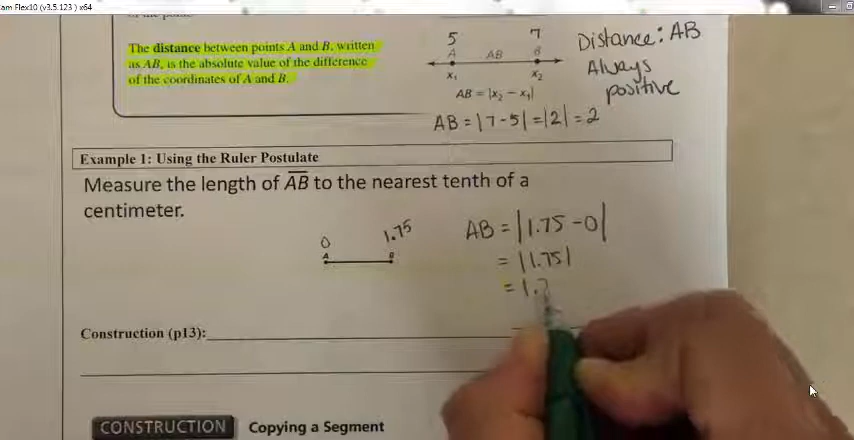 am Flex10 (v3.5.123 ) x64
The distance between points A and B, written
as AB, is the absolute value of the difference
of the coordinates of A and B.
5 7
A AB B
x₁ x₂
AB = |x₂ − x₁|
AB = |7-5| = |2| = 2
Distance: AB
Always
positive
Example 1: Using the Ruler Postulate
Measure the length of AB to the nearest tenth of a
centimeter.
0 1.75
A B
AB = |1.75 - 0|
= |1.75|
= 1.7
Construction (p13):
CONSTRUCTION Copying a Segment